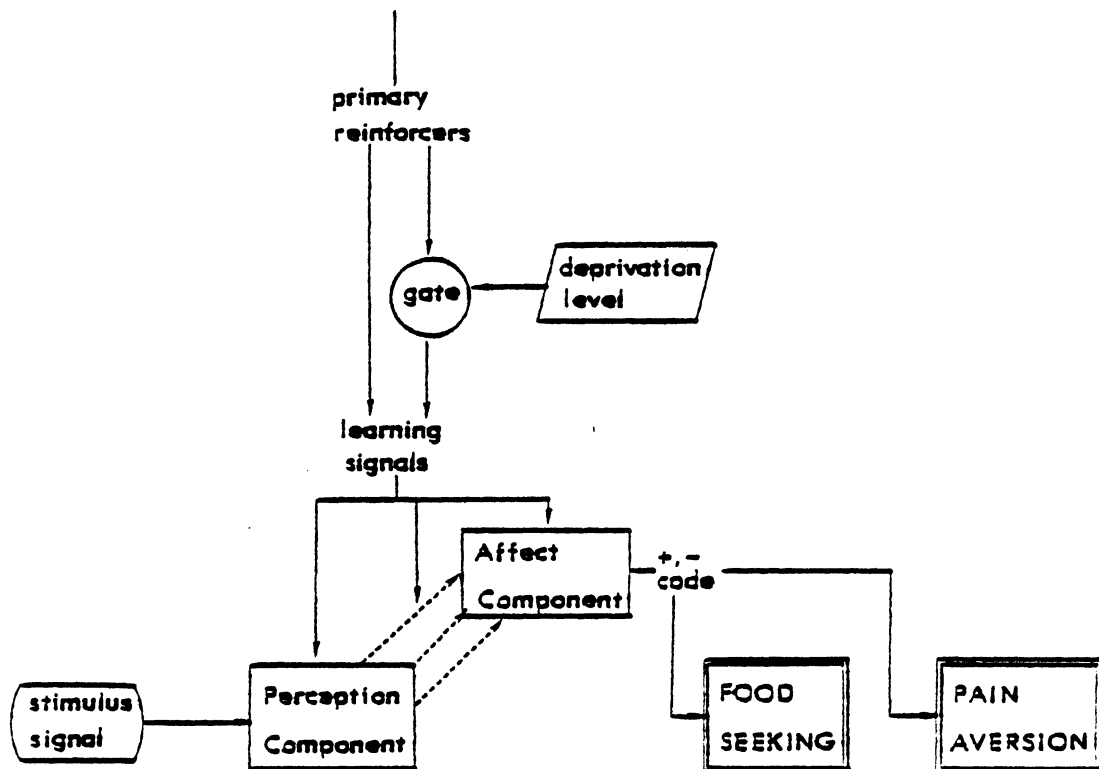 primary
reinforcers
deprivation
level
gate
learning
signals
Affect
Component
+,-
code
stimulus
signal
Perception
Component
FOOD
SEEKING
PAIN
AVERSION